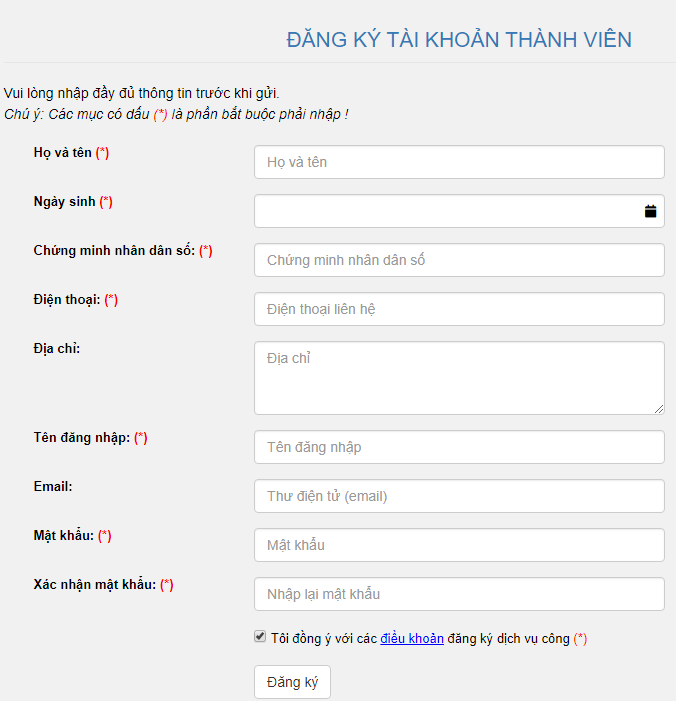 ĐĂNG KÝ TÀI KHOẢN THÀNH VIÊN
Vui lòng nhập đầy đủ thông tin trước khi gửi.
Chú ý: Các mục có dấu (*) là phần bắt buộc phải nhập !
Họ và tên (*)
Họ và tên
Ngày sinh (*)
Chứng minh nhân dân số: (*)
Chứng minh nhân dân số
Điện thoại: (*)
Điện thoại liên hệ
Địa chỉ:
Địa chỉ
Tên đăng nhập: (*)
Tên đăng nhập
Email:
Thư điện tử (email)
Mật khẩu: (*)
Mật khẩu
Xác nhận mật khẩu: (*)
Nhập lại mật khẩu
Tôi đồng ý với các điều khoản đăng ký dịch vụ công (*)
Đăng ký